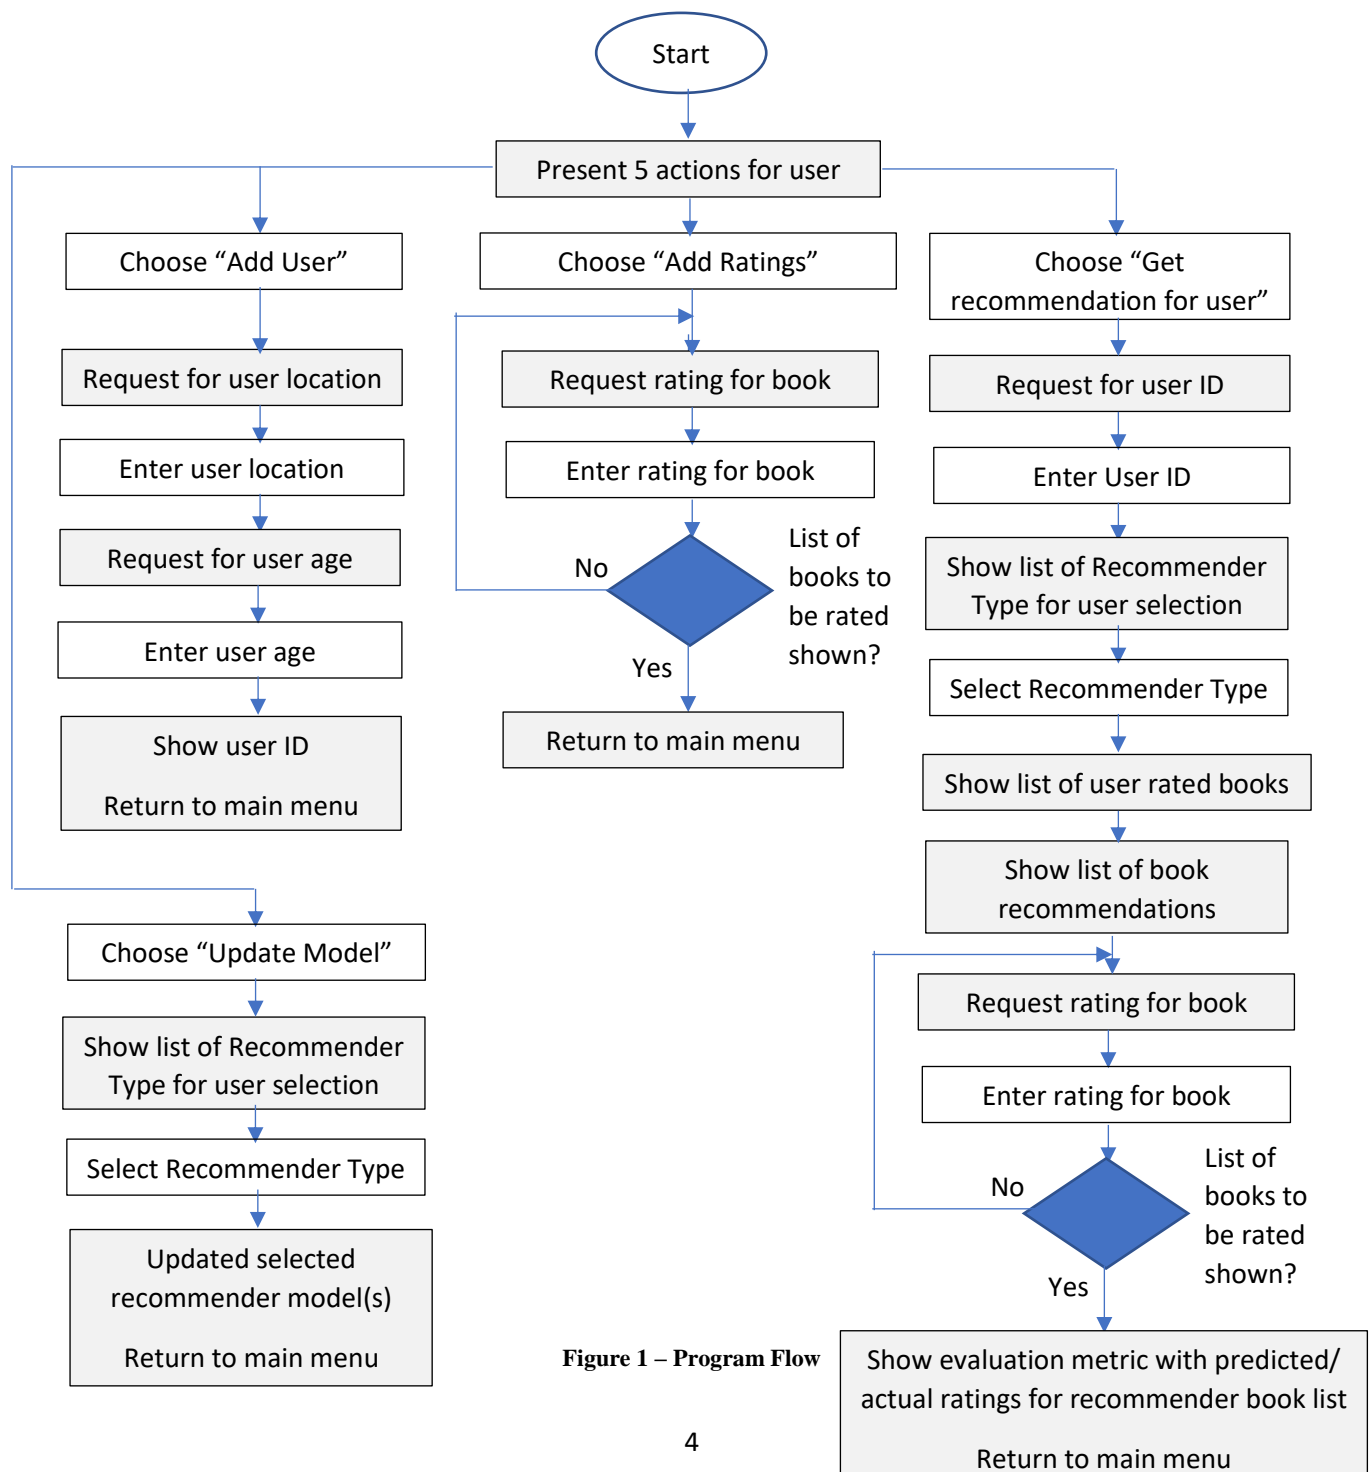 Start
Present 5 actions for user
Choose “Add User”
Request for user location
Enter user location
Request for user age
Enter user age
Show user ID
Return to main menu
Choose “Update Model”
Show list of Recommender
Type for user selection
Select Recommender Type
Updated selected
recommender model(s)
Return to main menu
Choose “Add Ratings”
Request rating for book
Enter rating for book
No
List of
books to
be rated
shown?
Yes
Return to main menu
Choose “Get
recommendation for user”
Request for user ID
Enter User ID
Show list of Recommender
Type for user selection
Select Recommender Type
Show list of user rated books
Show list of book
recommendations
Request rating for book
Enter rating for book
No
List of
books to
be rated
shown?
Yes
Show evaluation metric with predicted/
actual ratings for recommender book list
Return to main menu
Figure 1 – Program Flow
4